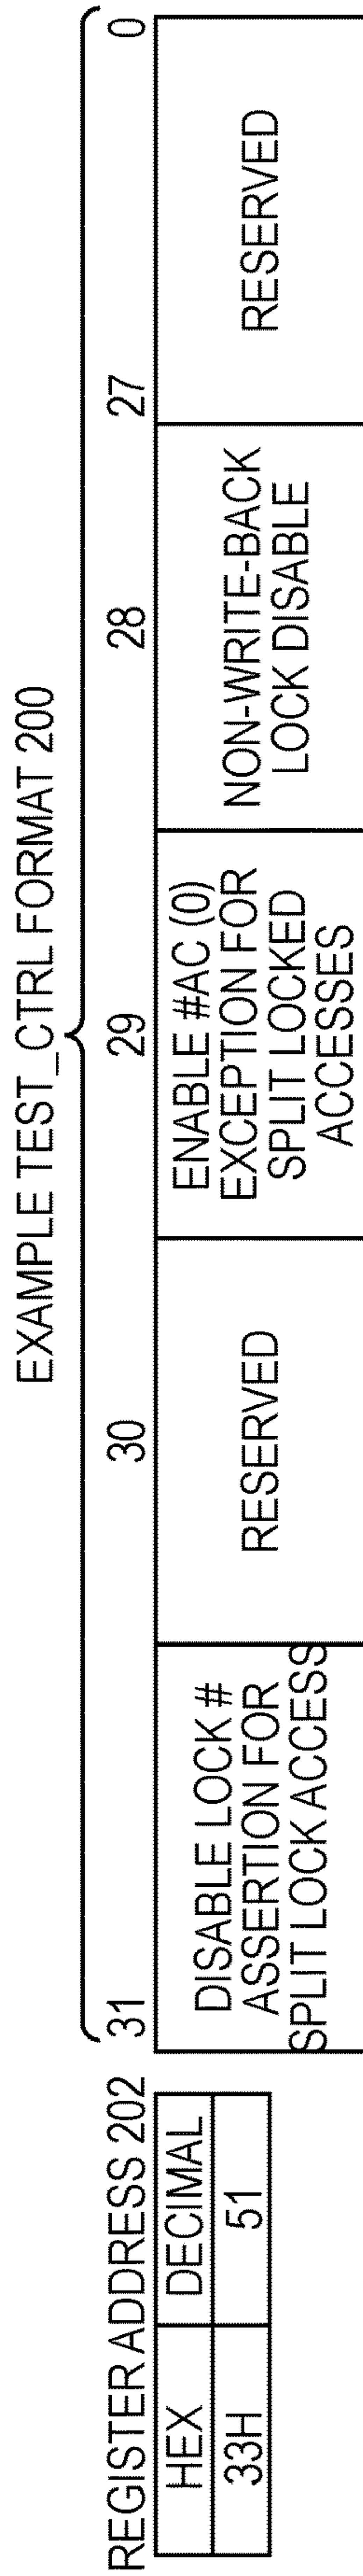 EXAMPLE TEST_CTRL FORMAT 200
REGISTER ADDRESS 202
HEX DECIMAL
33H 51
31 30 29 28 27 0
DISABLE LOCK #
ASSERTION FOR
SPLIT LOCK ACCESS
RESERVED
ENABLE #AC (0)
EXCEPTION FOR
SPLIT LOCKED
ACCESSES
NON-WRITE-BACK
LOCK DISABLE
RESERVED